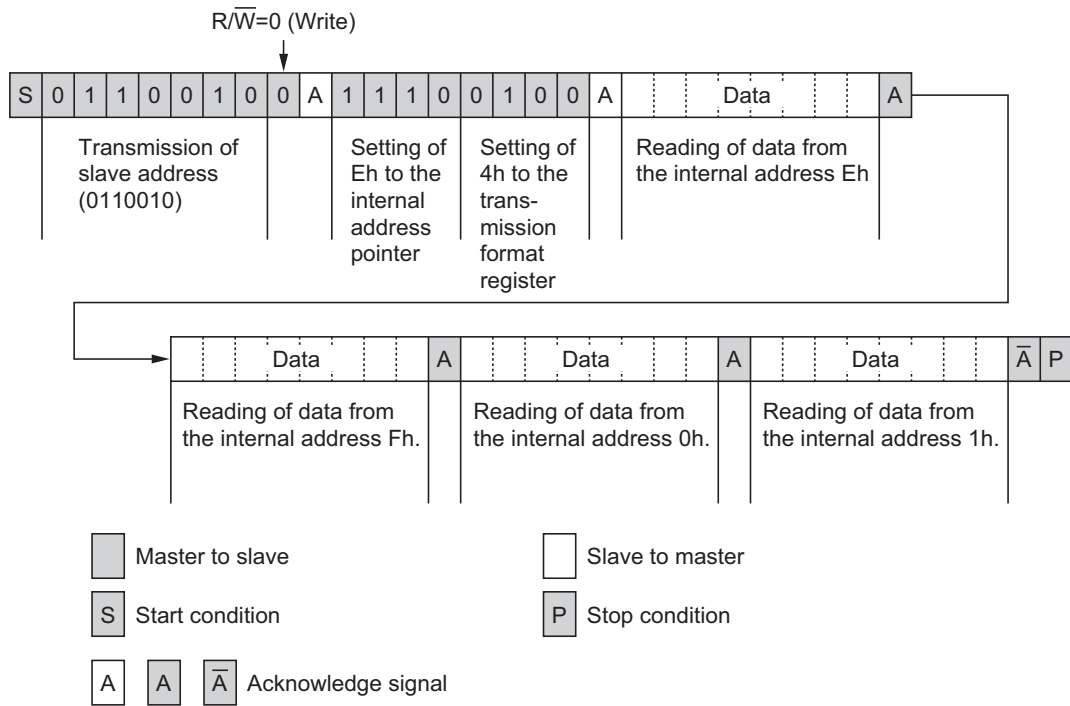 R/W̅=0 (Write)
S 0 1 1 0 0 1 0 0 A 1 1 1 0 0 1 0 0 A Data A
Transmission of
slave address
(0110010)
Setting of
Eh to the
internal
address
pointer
Setting of
4h to the
trans-
mission
format
register
Reading of data from
the internal address Eh
Data A Data A Data A̅ P
Reading of data from
the internal address Fh.
Reading of data from
the internal address 0h.
Reading of data from
the internal address 1h.
Master to slave
Slave to master
S Start condition
P Stop condition
A A A̅ Acknowledge signal